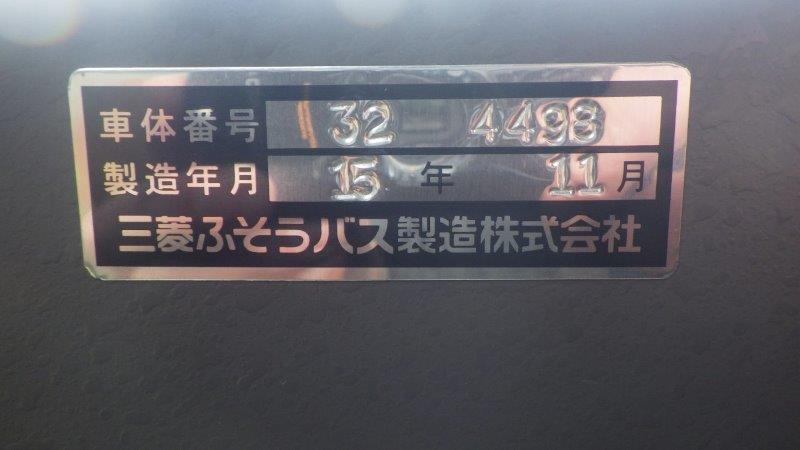 車体番号 32 4498
製造年月 15 年 11 月
三菱ふそうバス製造株式会社